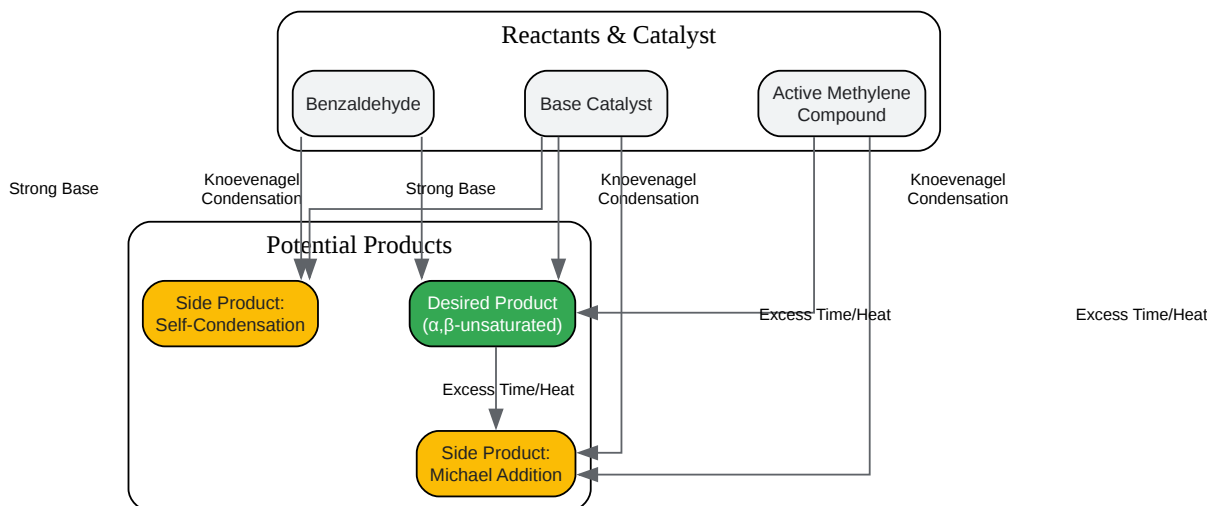 Reactants & Catalyst
Benzaldehyde
Base Catalyst
Active Methylene
Compound
Strong Base
Knoevenagel
Condensation
Strong Base
Knoevenagel
Condensation
Knoevenagel
Condensation
Potential Products
Side Product:
Self-Condensation
Desired Product
(α,β-unsaturated)
Excess Time/Heat
Excess Time/Heat
Excess Time/Heat
Side Product:
Michael Addition